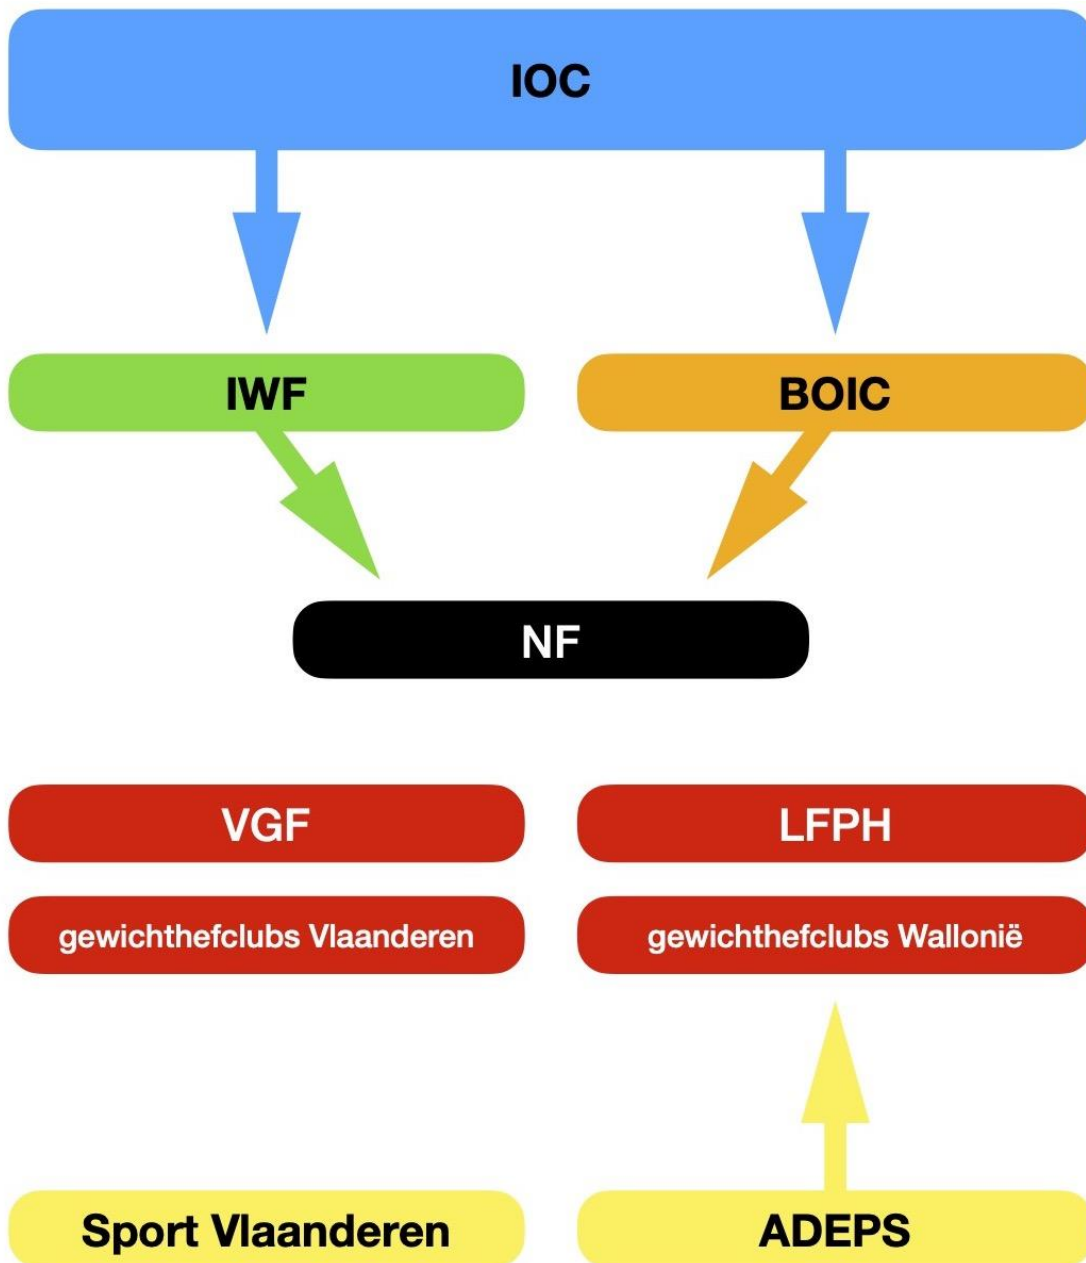 IOC
IWF
BOIC
NF
VGF
LFPH
gewichthefclubs Vlaanderen
gewichthefclubs Wallonië
Sport Vlaanderen
ADEPS